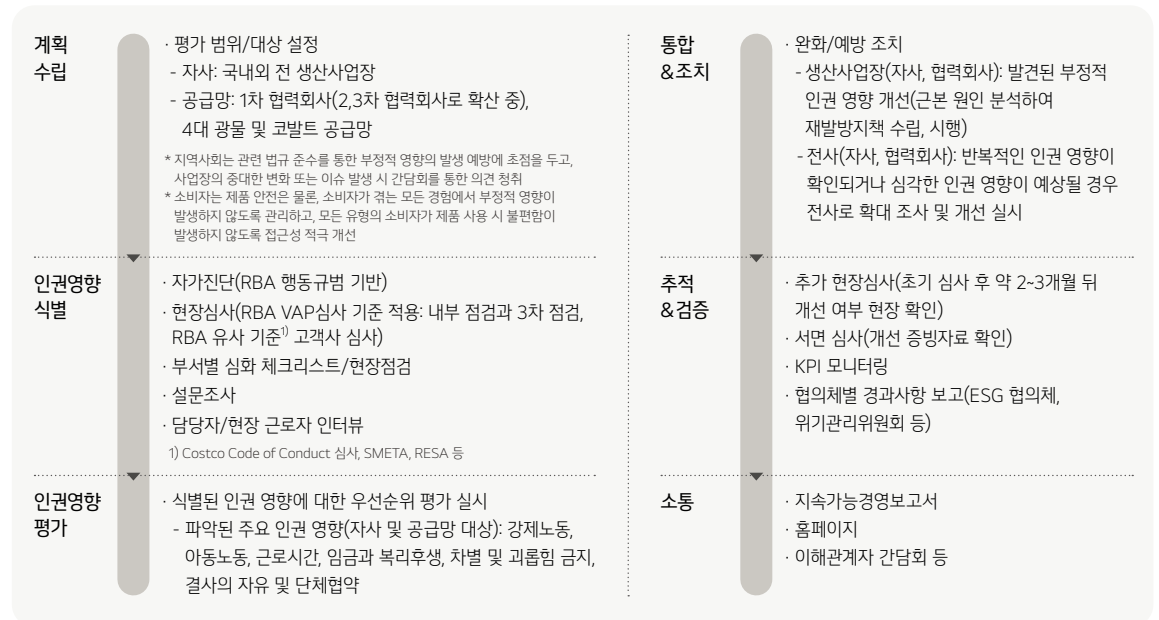 계획
수립
· 평가 범위/대상 설정
- 자사: 국내외 전 생산사업장
- 공급망: 1차 협력회사(2,3차 협력회사로 확산 중),
4대 광물 및 코발트 공급망
* 지역사회는 관련 법규 준수를 통한 부정적 영향의 발생 예방에 초점을 두고,
사업장의 중대한 변화 또는 이슈 발생 시 간담회를 통한 의견 청취
* 소비자는 제품 안전은 물론, 소비자가 겪는 모든 경험에서 부정적 영향이
발생하지 않도록 관리하고, 모든 유형의 소비자가 제품 사용 시 불편함이
발생하지 않도록 접근성 적극 개선
인권영향
식별
· 자가진단(RBA 행동규범 기반)
· 현장심사(RBA VAP심사 기준 적용: 내부 점검과 3차 점검,
RBA 유사 기준1) 고객사 심사)
· 부서별 심화 체크리스트/현장점검
· 설문조사
· 담당자/현장 근로자 인터뷰
1) Costco Code of Conduct 심사, SMETA, RESA 등
인권영향
평가
· 식별된 인권 영향에 대한 우선순위 평가 실시
- 파악된 주요 인권 영향(자사 및 공급망 대상): 강제노동,
아동노동, 근로시간, 임금과 복리후생, 차별 및 괴롭힘 금지,
결사의 자유 및 단체협약
통합
&조치
· 완화/예방 조치
- 생산사업장(자사, 협력회사): 발견된 부정적
인권 영향 개선(근본 원인 분석하여
재발방지책 수립, 시행)
- 전사(자사, 협력회사): 반복적인 인권 영향이
확인되거나 심각한 인권 영향이 예상될 경우
전사로 확대 조사 및 개선 실시
추적
&검증
· 추가 현장심사(초기 심사 후 약 2~3개월 뒤
개선 여부 현장 확인)
· 서면 심사(개선 증빙자료 확인)
· KPI 모니터링
· 협의체별 경과사항 보고(ESG 협의체,
위기관리위원회 등)
소통
· 지속가능경영보고서
· 홈페이지
· 이해관계자 간담회 등